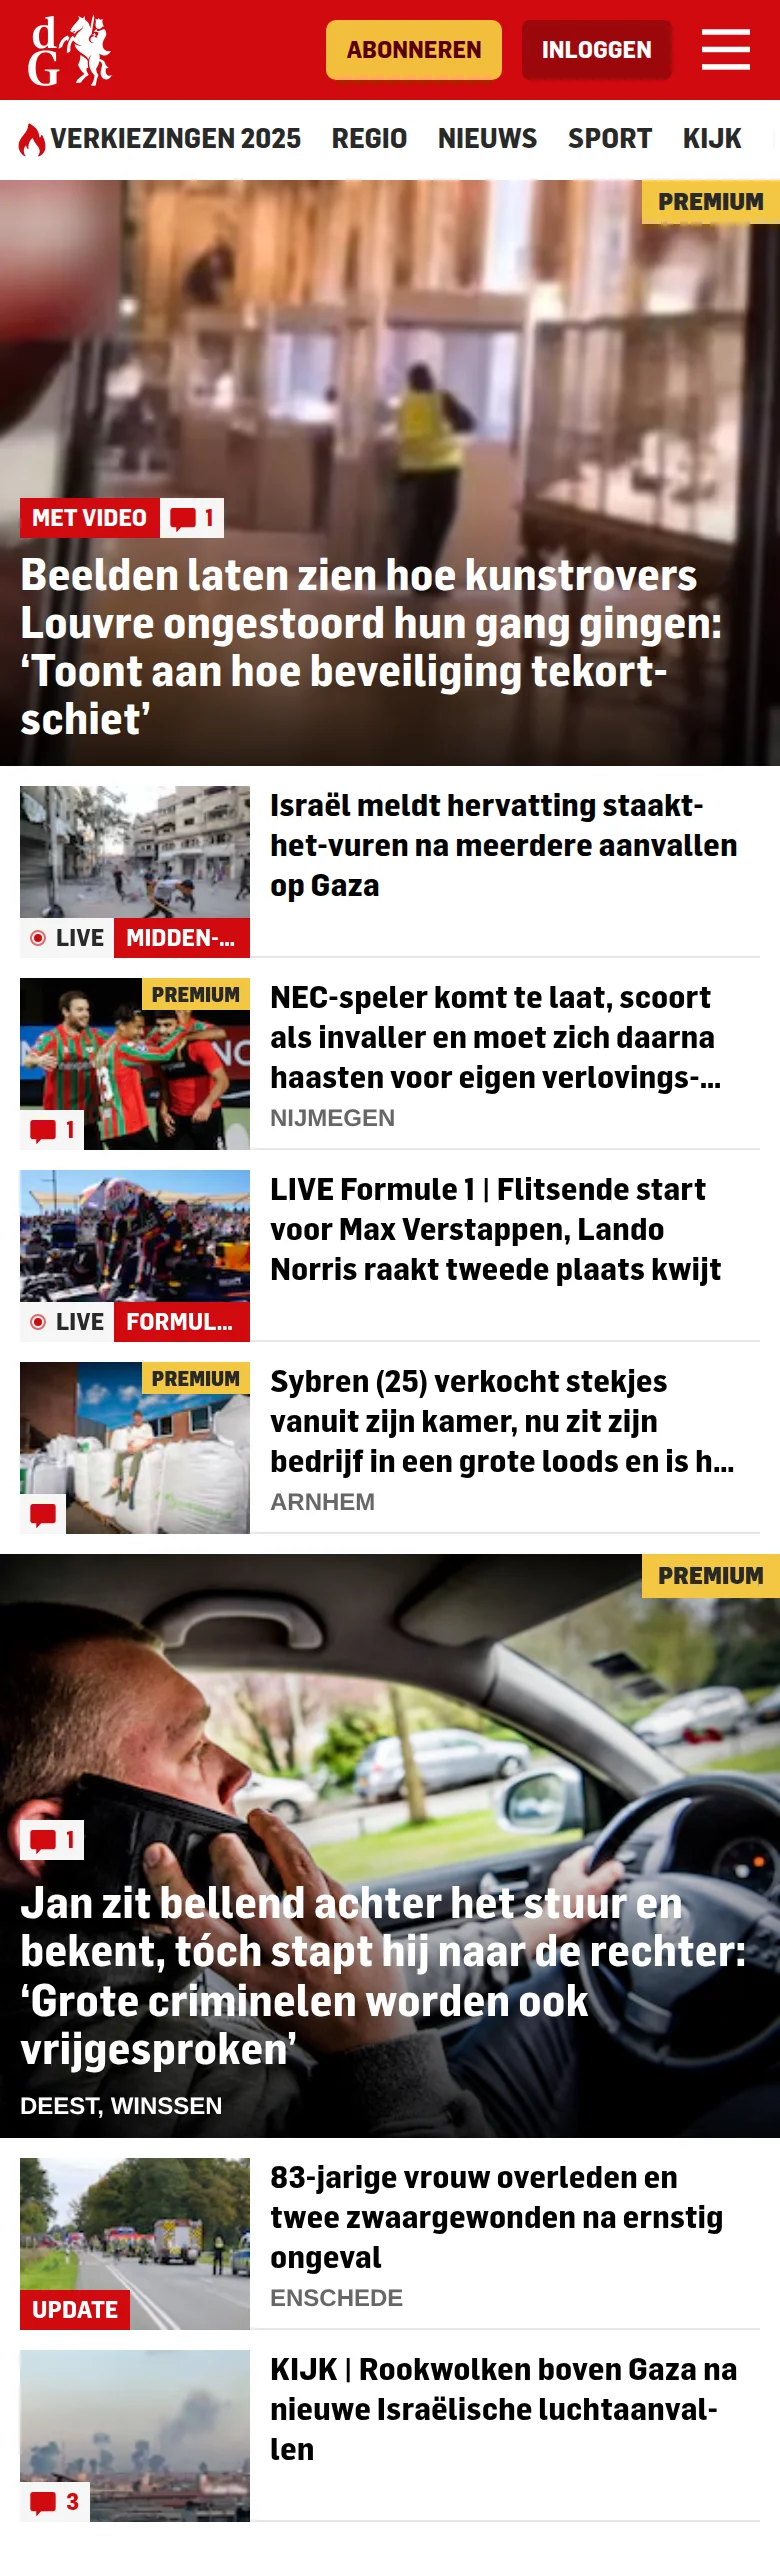 dG
ABONNEREN
INLOGGEN
VERKIEZINGEN 2025 REGIO NIEUWS SPORT KIJK
PREMIUM
MET VIDEO 1
Beelden laten zien hoe kunstrovers
Louvre ongestoord hun gang gingen:
‘Toont aan hoe beveiliging tekort-
schiet’
Israël meldt hervatting staakt-
het-vuren na meerdere aanvallen
op Gaza
LIVE MIDDEN-...
PREMIUM
NEC-speler komt te laat, scoort
als invaller en moet zich daarna
haasten voor eigen verlovings-...
NIJMEGEN
1
LIVE Formule 1 | Flitsende start
voor Max Verstappen, Lando
Norris raakt tweede plaats kwijt
LIVE FORMUL...
PREMIUM
Sybren (25) verkocht stekjes
vanuit zijn kamer, nu zit zijn
bedrijf in een grote loods en is h...
ARNHEM
PREMIUM
1
Jan zit bellend achter het stuur en
bekent, tóch stapt hij naar de rechter:
‘Grote criminelen worden ook
vrijgesproken’
DEEST, WINSSEN
83-jarige vrouw overleden en
twee zwaargewonden na ernstig
ongeval
ENSCHEDE
UPDATE
KIJK | Rookwolken boven Gaza na
nieuwe Israëlische luchtaanval-
len
3